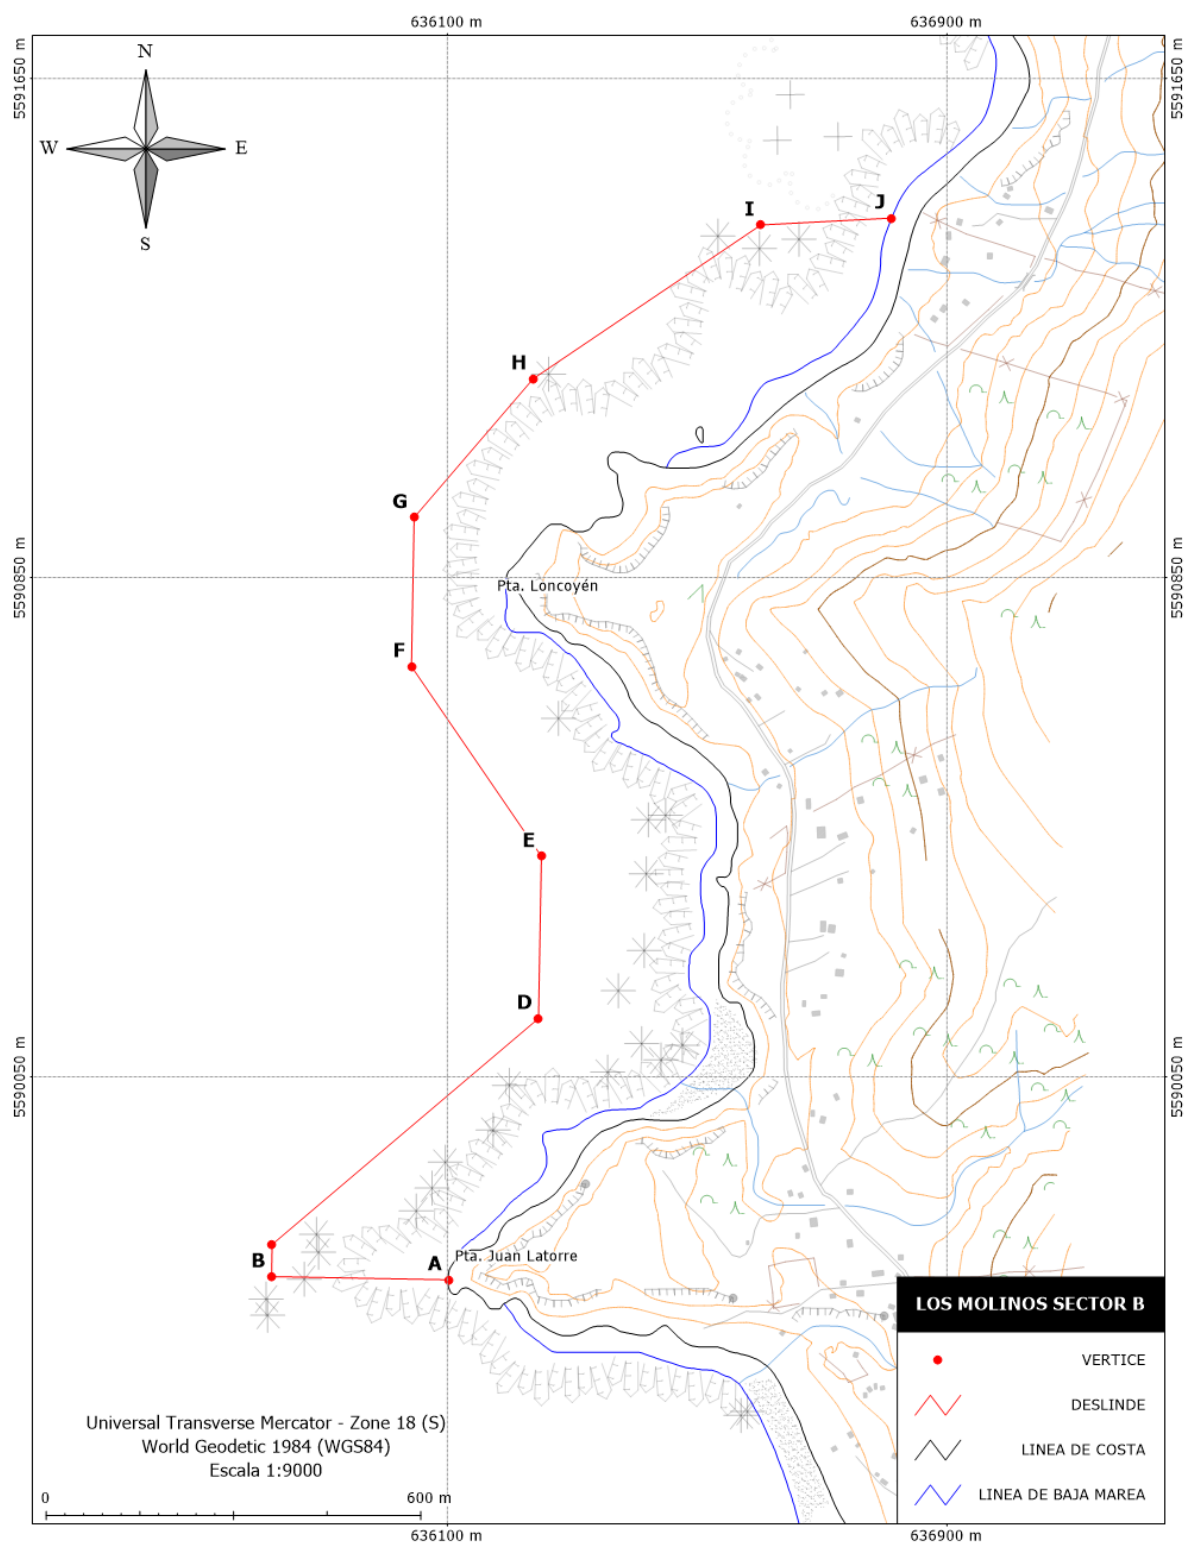 636100 m
636900 m
5591650 m
5591650 m
N
W
E
S
I
J
H
G
5590850 m
5590850 m
Pta. Loncoyén
F
E
D
5590050 m
5590050 m
B
A
Pta. Juan Latorre
LOS MOLINOS SECTOR B
VERTICE
DESLINDE
LINEA DE COSTA
LINEA DE BAJA MAREA
Universal Transverse Mercator - Zone 18 (S)
World Geodetic 1984 (WGS84)
Escala 1:9000
0
600 m
636100 m
636900 m